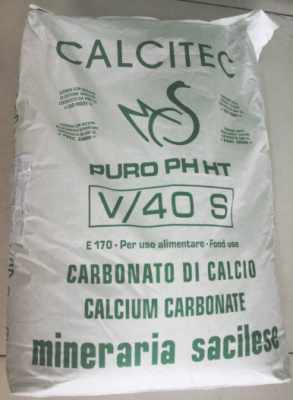 CALCITEC
PURO PH HT
V/40 S
E 170 - Per uso alimentare - Food use
CARBONATO DI CALCIO
CALCIUM CARBONATE
mineraria sacilese